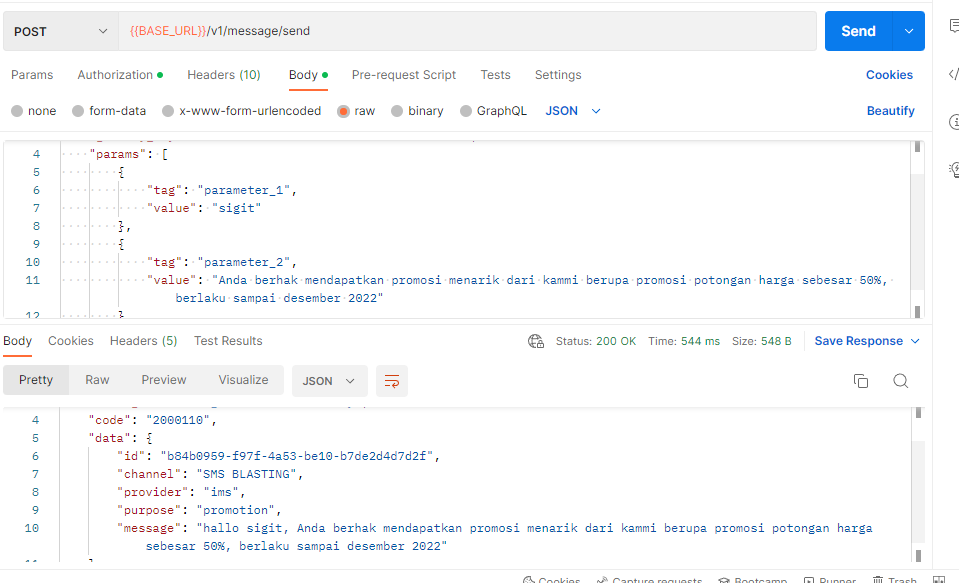 POST {{BASE_URL}}/v1/message/send Send
Params Authorization Headers (10) Body Pre-request Script Tests Settings Cookies
none form-data x-www-form-urlencoded raw binary GraphQL JSON Beautify
4 "params": [
5 {
6 "tag": "parameter_1",
7 "value": "sigit"
8 },
9 {
10 "tag": "parameter_2",
11 "value": "Anda berhak mendapatkan promosi menarik dari kammi berupa promosi potongan harga sebesar 50%,
berlaku sampai desember 2022"
12 }
Body Cookies Headers (5) Test Results Status: 200 OK Time: 544 ms Size: 548 B Save Response
Pretty Raw Preview Visualize JSON
4 "code": "2000110",
5 "data": {
6 "id": "b84b0959-f97f-4a53-be10-b7de2d4d7d2f",
7 "channel": "SMS BLASTING",
8 "provider": "ims",
9 "purpose": "promotion",
10 "message": "hallo sigit, Anda berhak mendapatkan promosi menarik dari kammi berupa promosi potongan harga
sebesar 50%, berlaku sampai desember 2022"
Cookies Capture requests Bootcamp Runner Trash